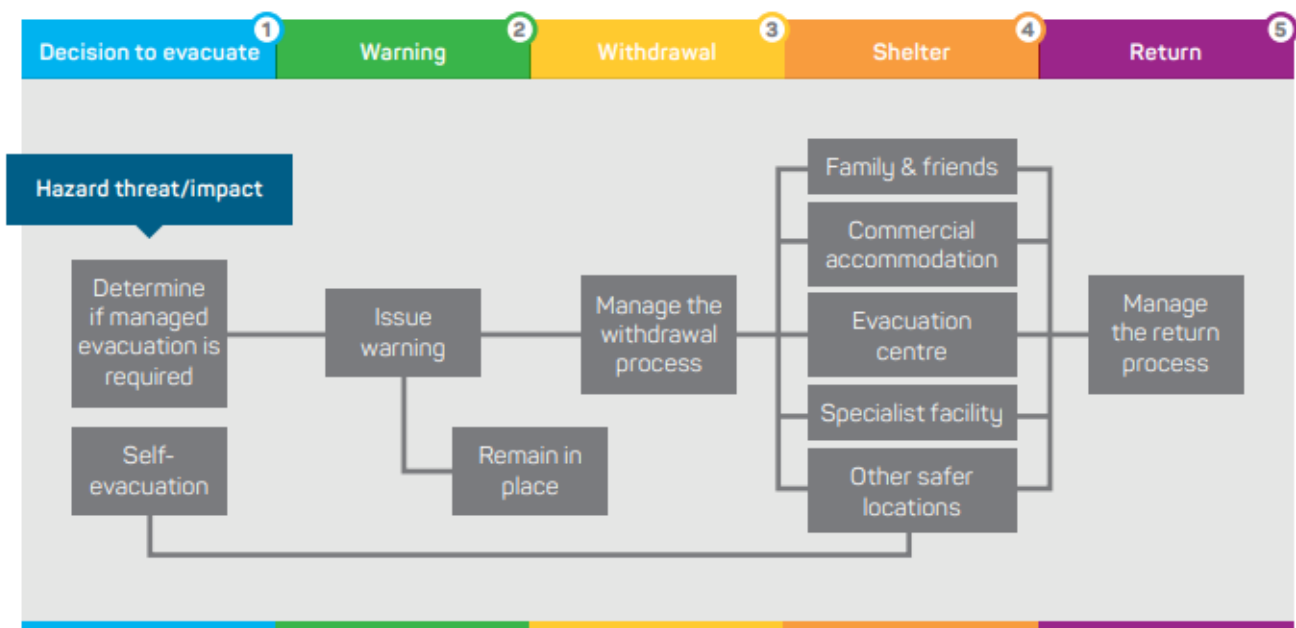 Decision to evacuate
1
Warning
2
Withdrawal
3
Shelter
4
Return
5
Hazard threat/impact
Determine
if managed
evacuation is
required
Self-
evacuation
Issue
warning
Remain in
place
Manage the
withdrawal
process
Family & friends
Commercial
accommodation
Evacuation
centre
Specialist facility
Other safer
locations
Manage
the return
process